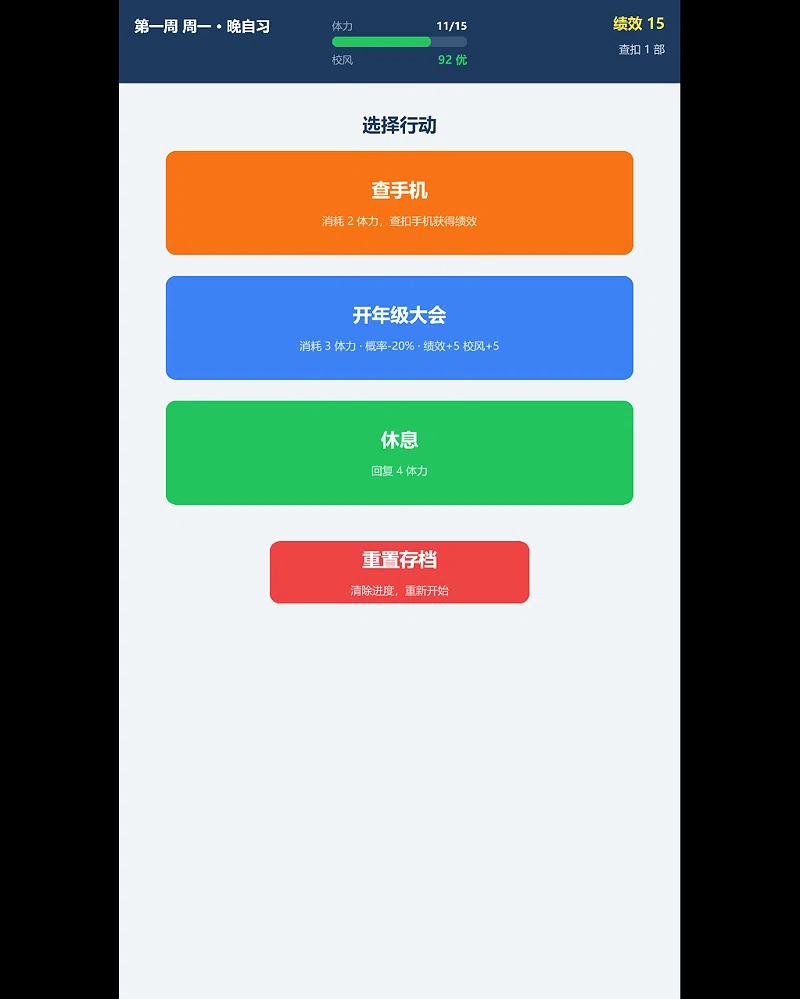 第一周 周一·晚自习
体力 11/15
校风 92 优
绩效 15
查扣 1 部
选择行动
查手机
消耗 2 体力，查扣手机获得绩效
开年级大会
消耗 3 体力 · 概率-20% · 绩效+5 校风+5
休息
回复 4 体力
重置存档
清除进度，重新开始